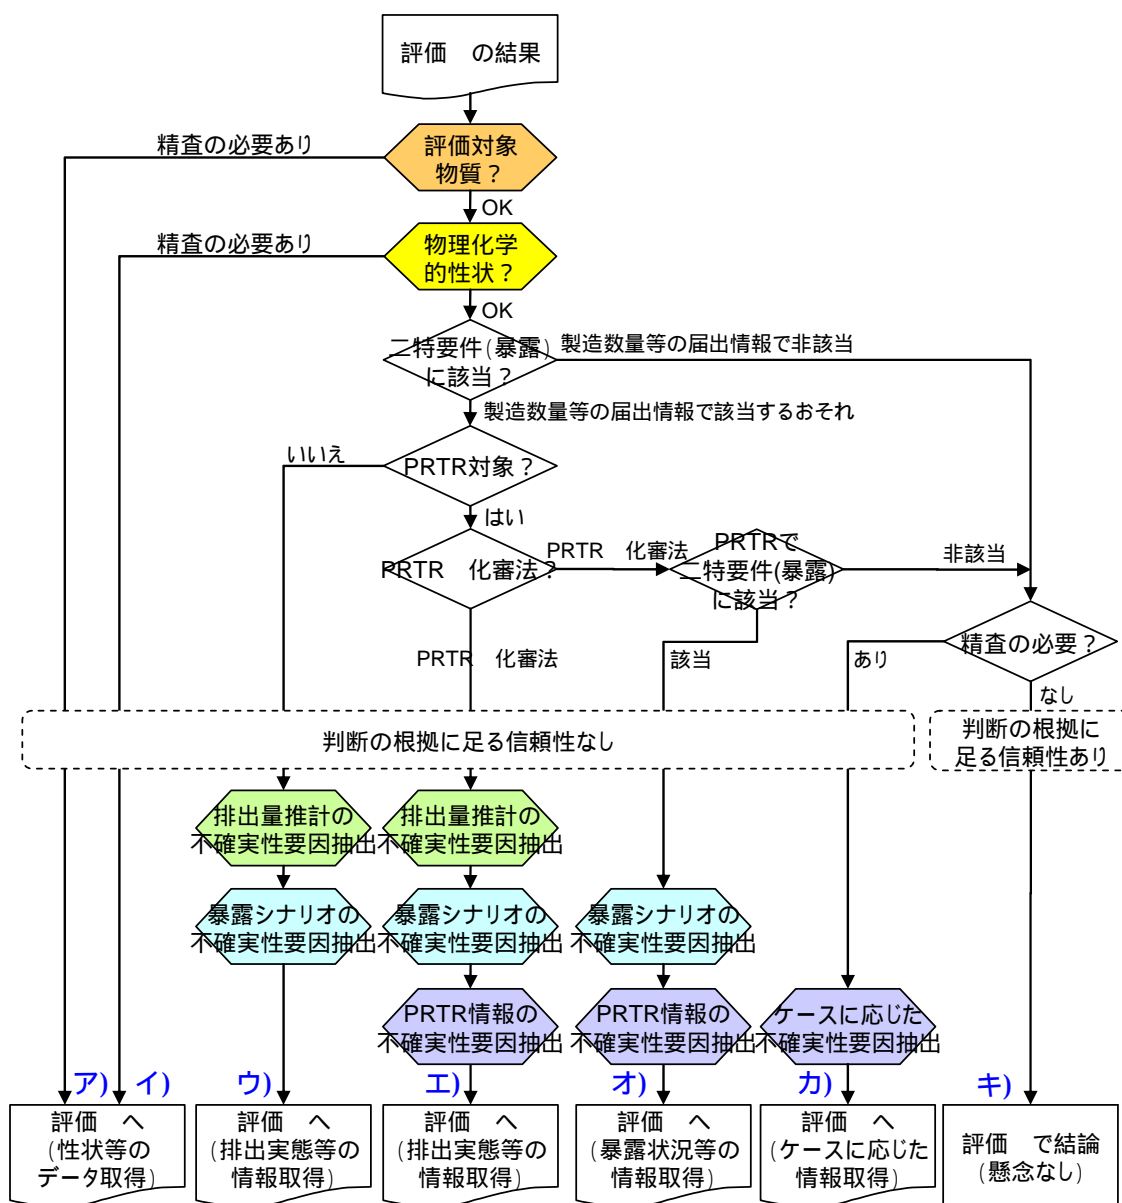 評価　の結果
精査の必要あり
評価対象
物質？
OK
精査の必要あり
物理化学
的性状？
OK
二特要件(暴露)
に該当？
製造数量等の届出情報で非該当
製造数量等の届出情報で該当するおそれ
いいえ
PRTR対象？
はい
PRTR　化審法？
PRTR　化審法
PRTRで
二特要件(暴露)
に該当？
非該当
精査の必要？
PRTR　化審法
該当
あり
なし
判断の根拠に足る信頼性なし
判断の根拠に
足る信頼性あり
排出量推計の
不確実性要因抽出
排出量推計の
不確実性要因抽出
暴露シナリオの
不確実性要因抽出
暴露シナリオの
不確実性要因抽出
暴露シナリオの
不確実性要因抽出
PRTR情報の
不確実性要因抽出
PRTR情報の
不確実性要因抽出
ケースに応じた
不確実性要因抽出
ア)
イ)
ウ)
エ)
オ)
カ)
キ)
評価　へ
(性状等の
データ取得)
評価　へ
(排出実態等の
情報取得)
評価　へ
(排出実態等の
情報取得)
評価　へ
(暴露状況等の
情報取得)
評価　へ
(ケースに応じた
情報取得)
評価　で結論
(懸念なし)